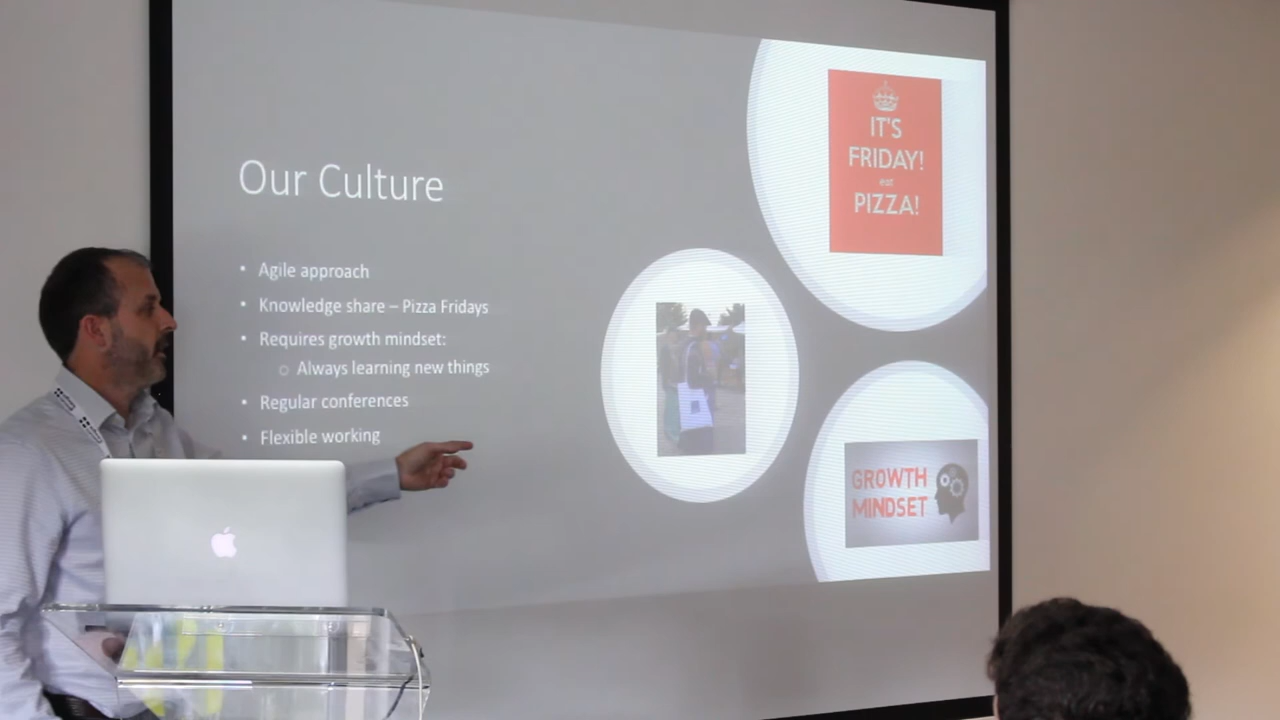 Our Culture
• Agile approach
• Knowledge share – Pizza Fridays
• Requires growth mindset:
○ Always learning new things
• Regular conferences
• Flexible working
IT'S
FRIDAY!
eat
PIZZA!
GROWTH
MINDSET